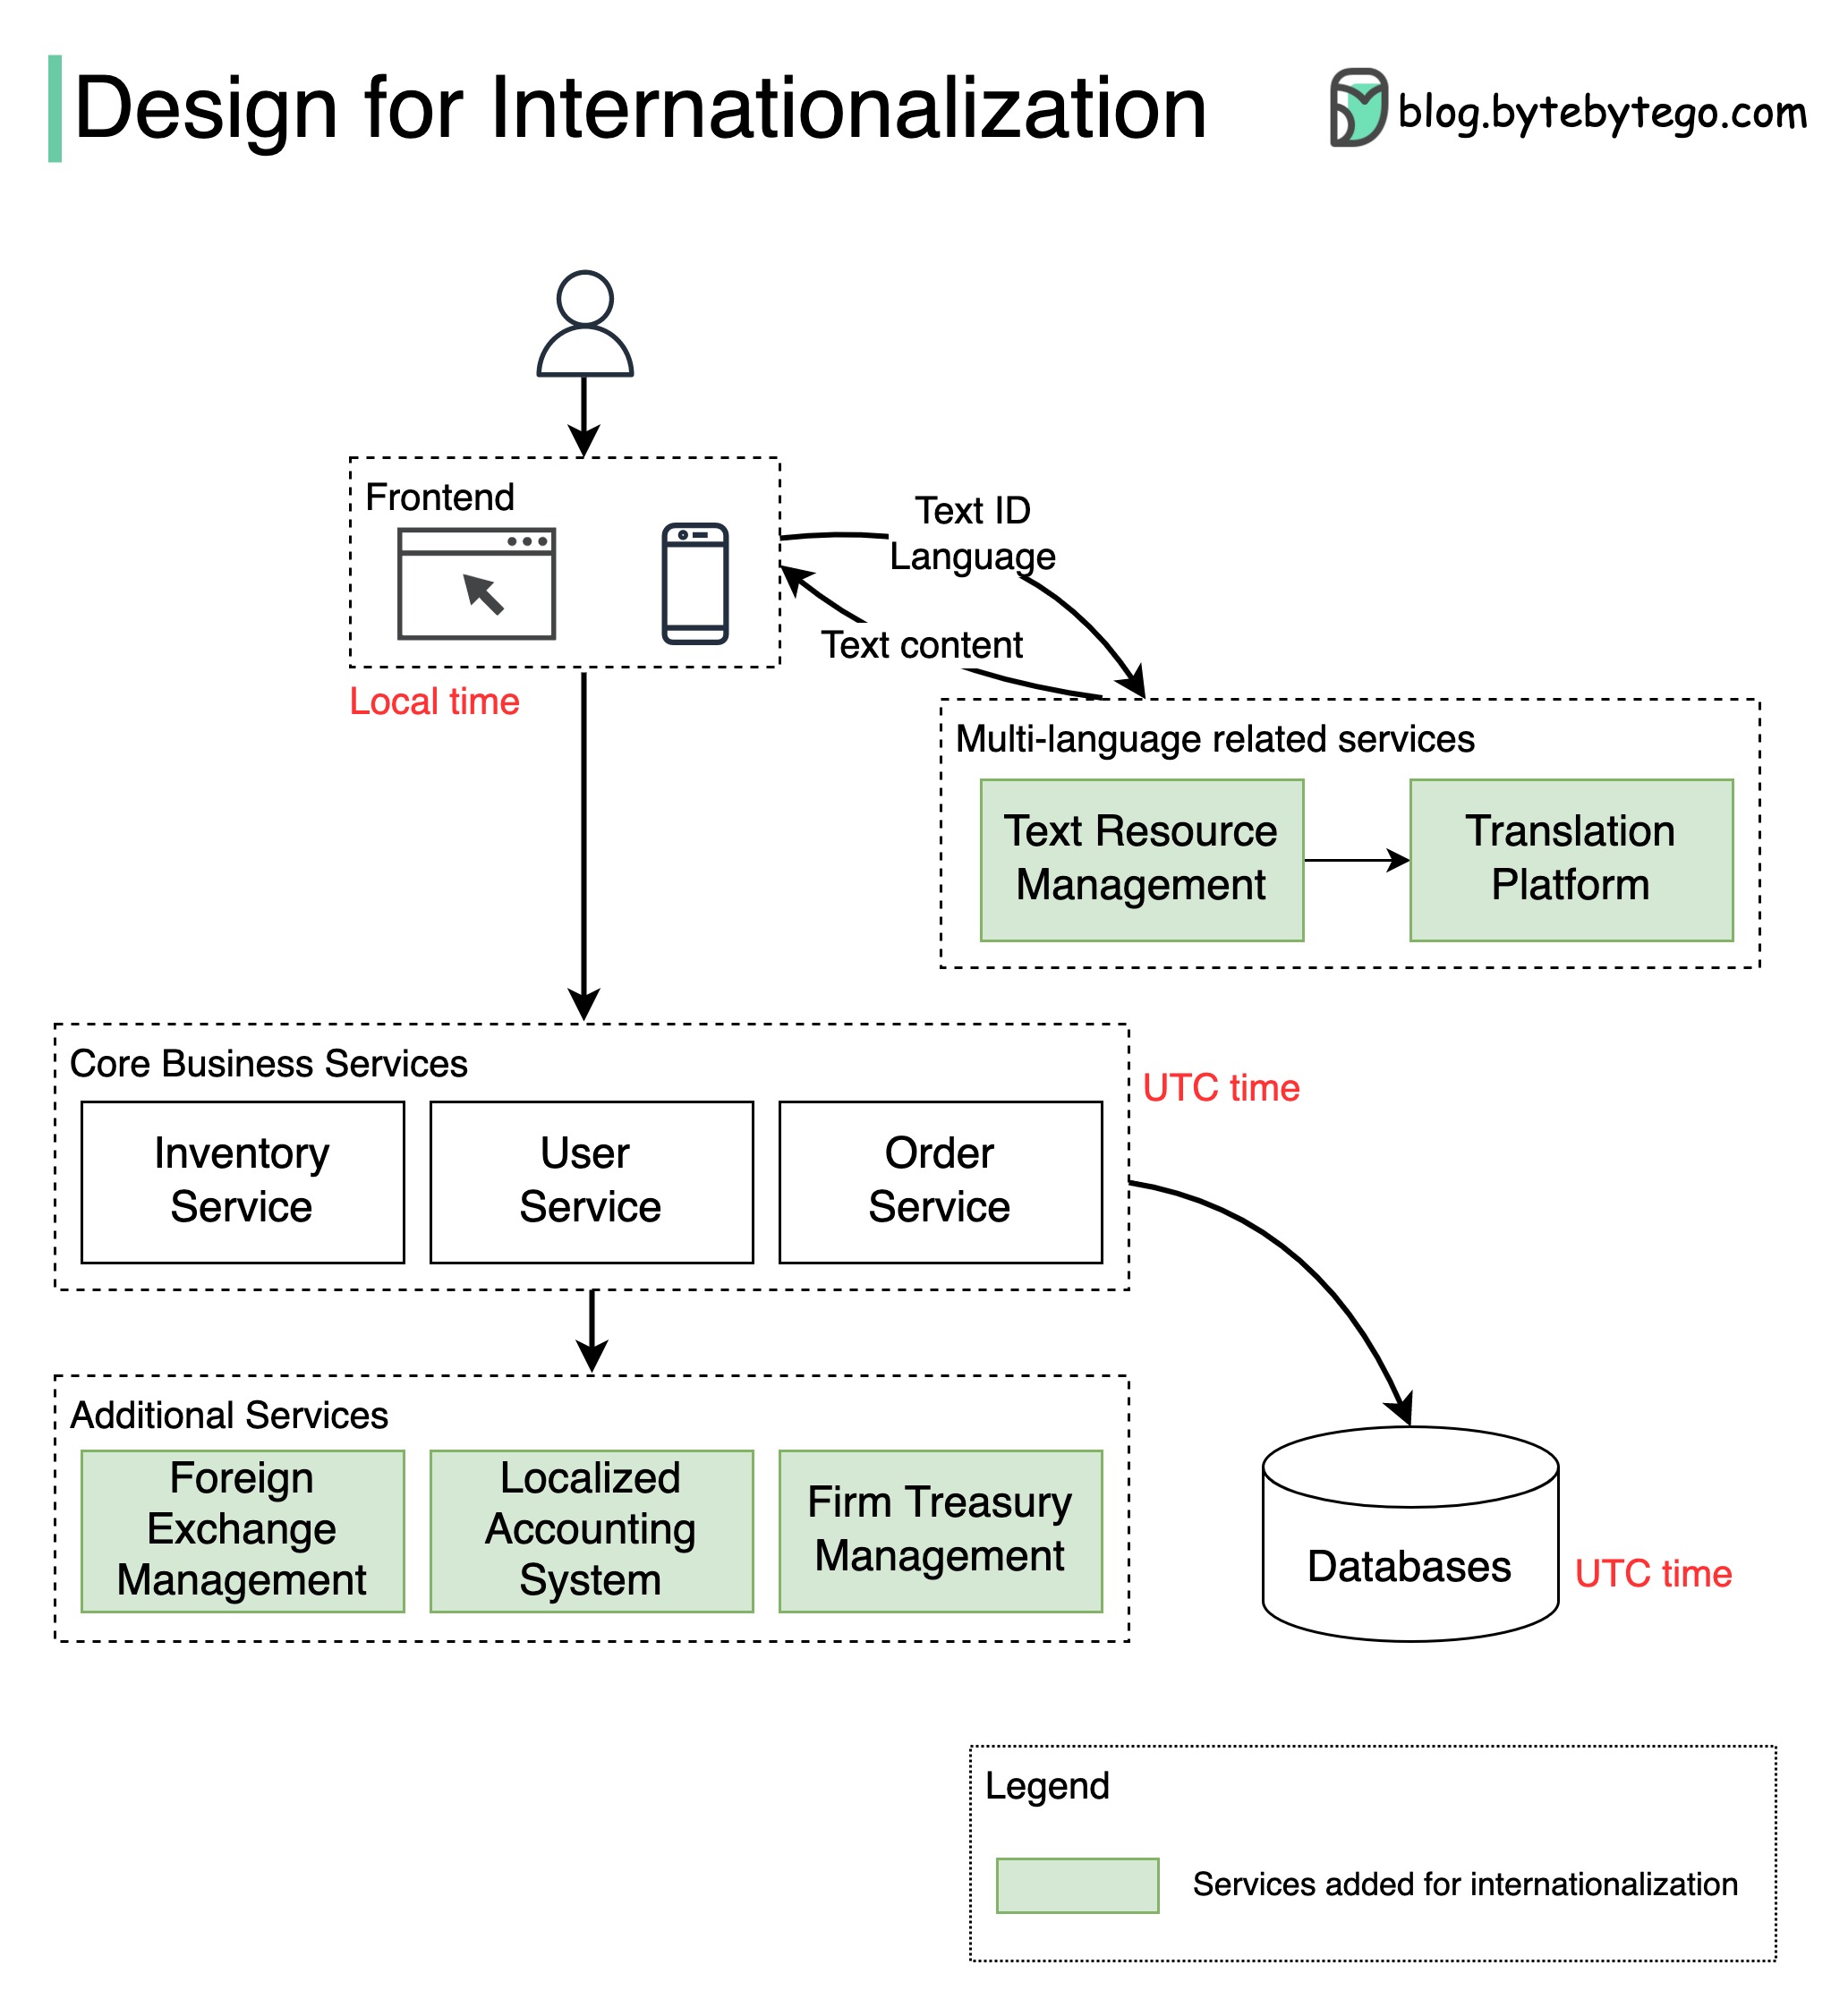 Design for Internationalization
blog.bytebytego.com
Frontend
Text ID
Language
Text content
Local time
Multi-language related services
Text Resource
Management
Translation
Platform
Core Business Services
UTC time
Inventory
Service
User
Service
Order
Service
Additional Services
Foreign
Exchange
Management
Localized
Accounting
System
Firm Treasury
Management
Databases
UTC time
Legend
Services added for internationalization